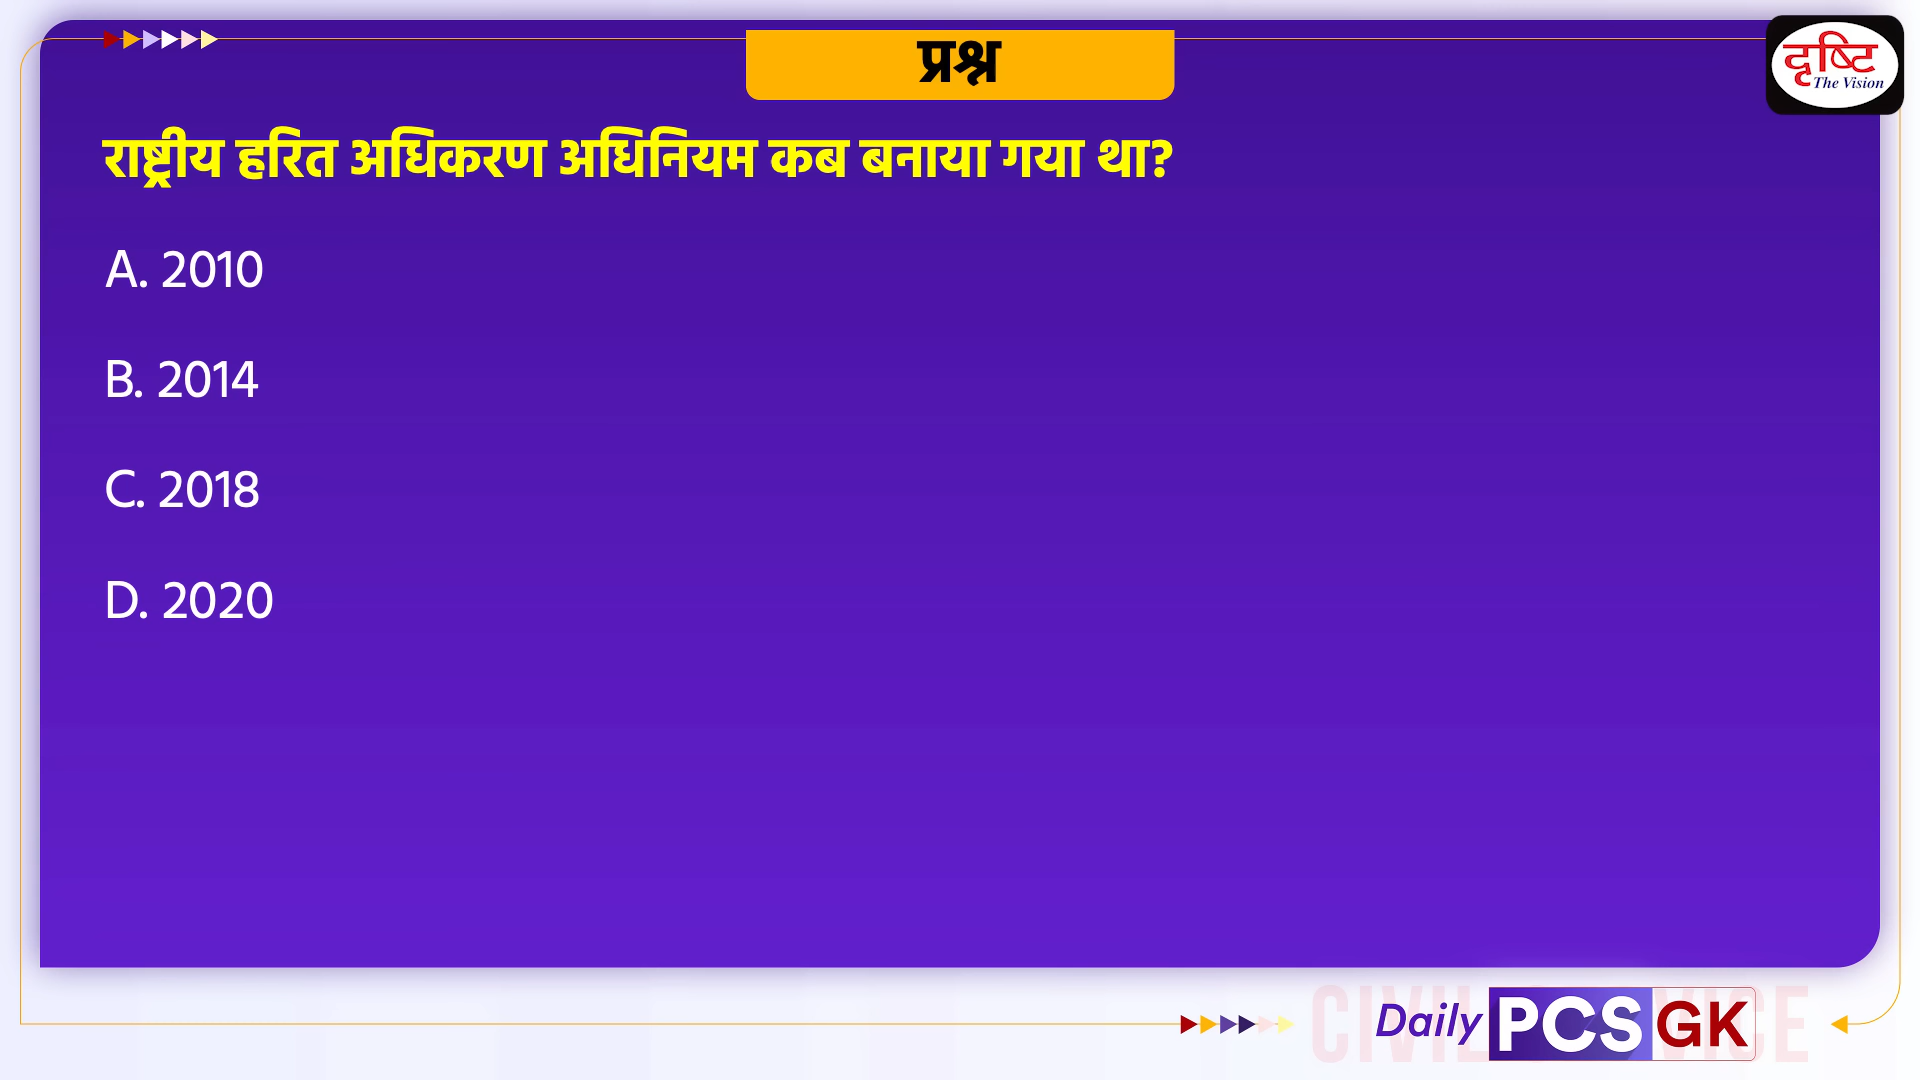 प्रश्न
दृष्टि
The Vision
राष्ट्रीय हरित अधिकरण अधिनियम कब बनाया गया था?
A. 2010
B. 2014
C. 2018
D. 2020
Daily PCS GK